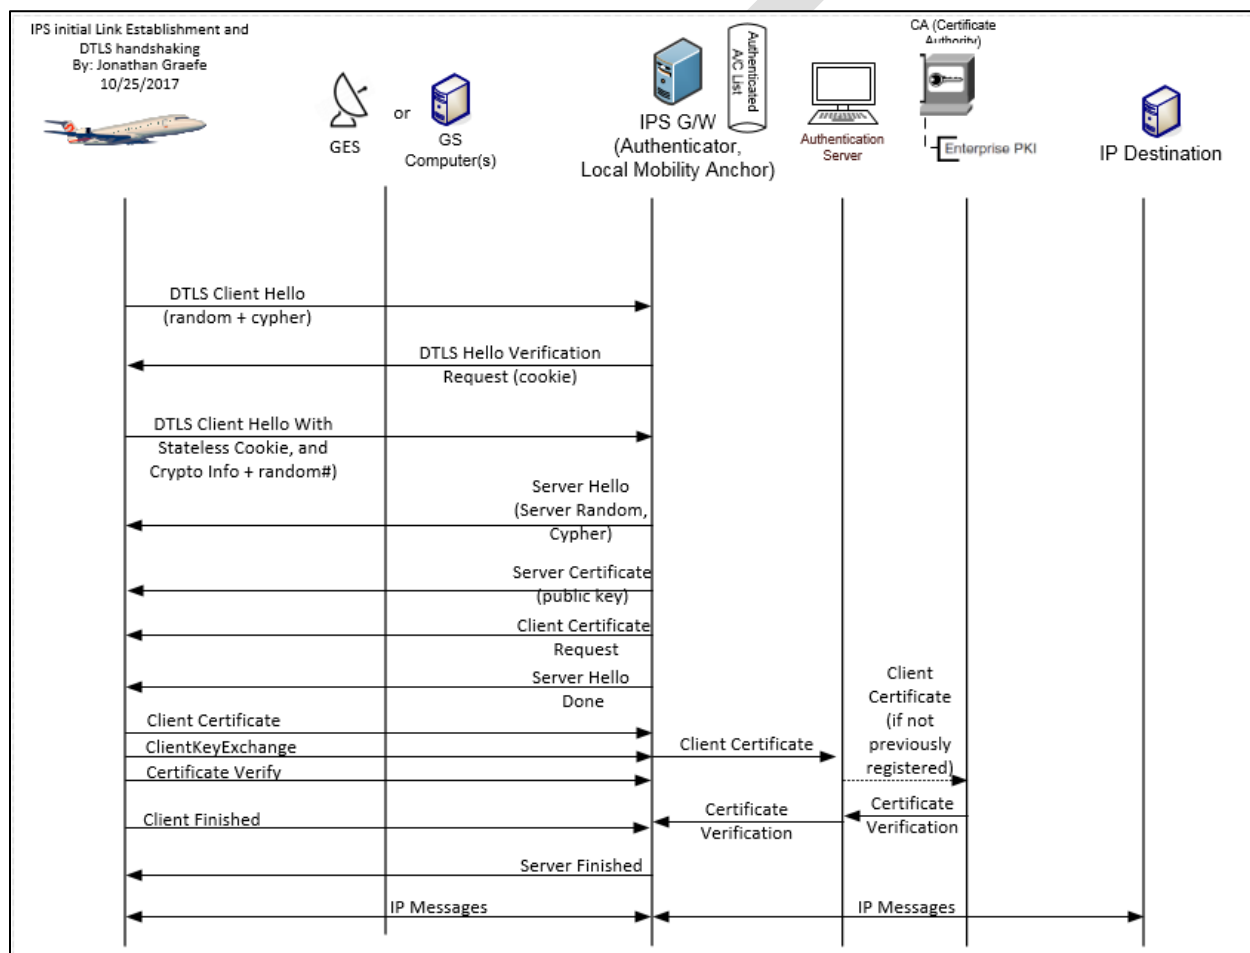 IPS initial Link Establishment and
DTLS handshaking
By: Jonathan Graefe
10/25/2017
GES
or
GS
Computer(s)
IPS G/W
(Authenticator,
Local Mobility Anchor)
Authenticated
A/C List
Authentication
Server
CA (Certificate
Authority)
Enterprise PKI
IP Destination
DTLS Client Hello
(random + cypher)
DTLS Hello Verification
Request (cookie)
DTLS Client Hello With
Stateless Cookie, and
Crypto Info + random#)
Server Hello
(Server Random,
Cypher)
Server Certificate
(public key)
Client Certificate
Request
Server Hello
Done
Client Certificate
ClientKeyExchange
Certificate Verify
Client Certificate
Client
Certificate
(if not
previously
registered)
Client Finished
Certificate
Verification
Certificate
Verification
Server Finished
IP Messages
IP Messages